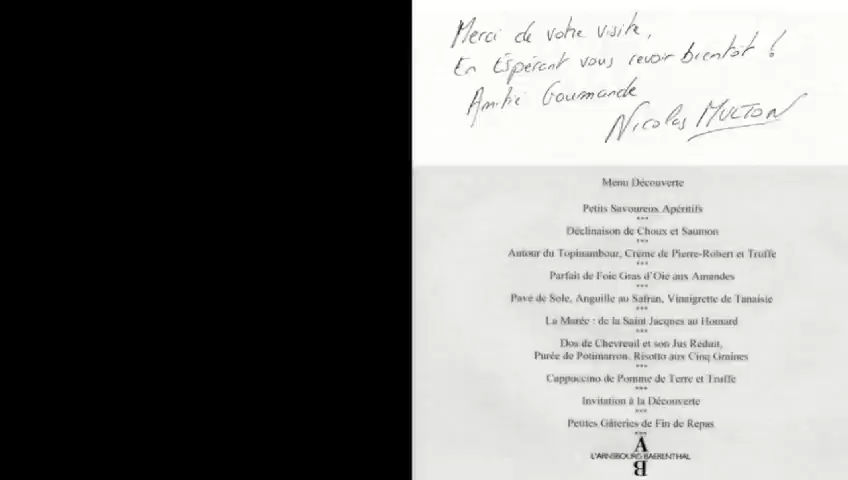 Merci de votre visite,
En Espérant vous revoir bientôt !
Amitié Gourmande
Nicolas MULTON
Menu Découverte
Petits Savoureux Apéritifs
***
Déclinaison de Choux et Saumon
***
Autour du Topinambour, Crème de Pierre-Robert et Truffe
***
Parfait de Foie Gras d'Oie aux Amandes
***
Pavé de Sole, Anguille au Safran, Vinaigrette de Tanaisie
***
La Marée : de la Saint Jacques au Homard
***
Dos de Chevreuil et son Jus Réduit,
Purée de Potimarron, Risotto aux Cinq Graines
***
Cappuccino de Pomme de Terre et Truffe
***
Invitation à la Découverte
***
Petites Gâteries de Fin de Repas
***
A
L'ARNSBOURG BAERENTHAL
B